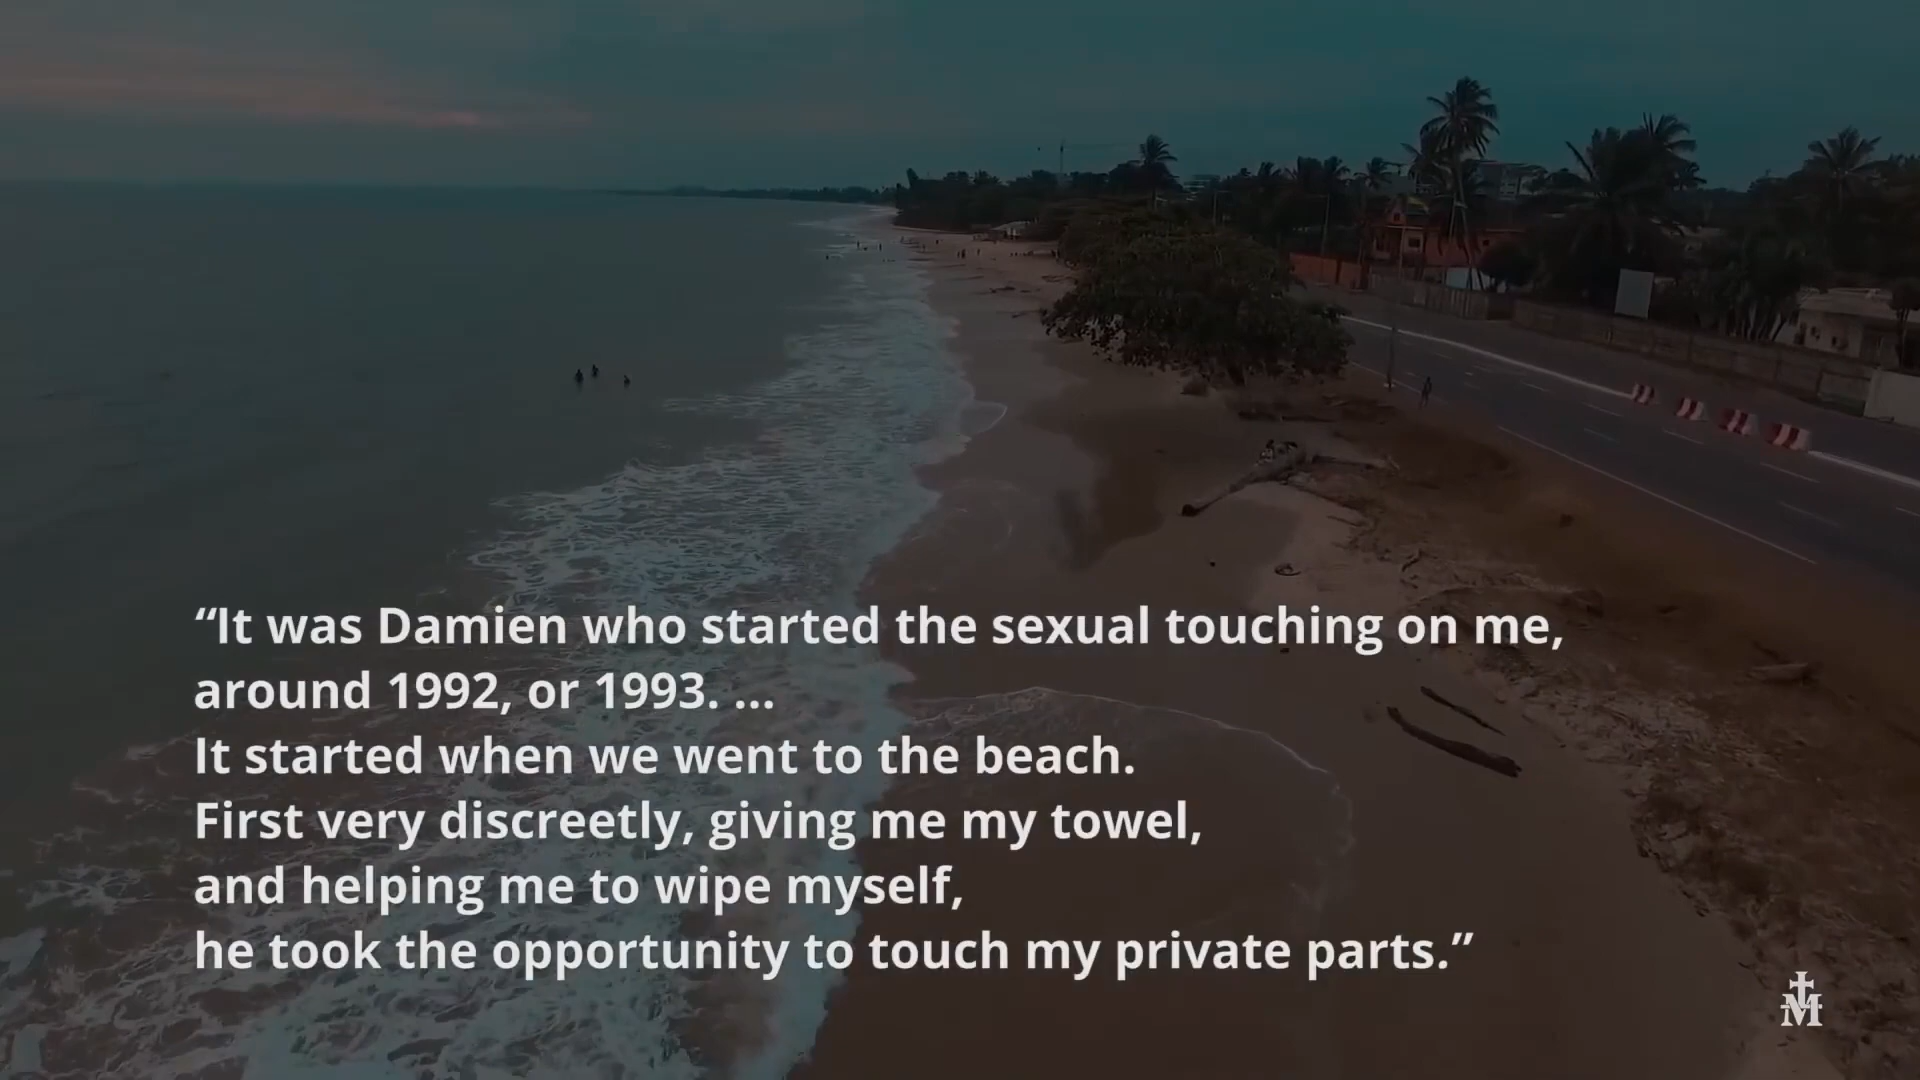 “It was Damien who started the sexual touching on me,
around 1992, or 1993. ...
It started when we went to the beach.
First very discreetly, giving me my towel,
and helping me to wipe myself,
he took the opportunity to touch my private parts.”